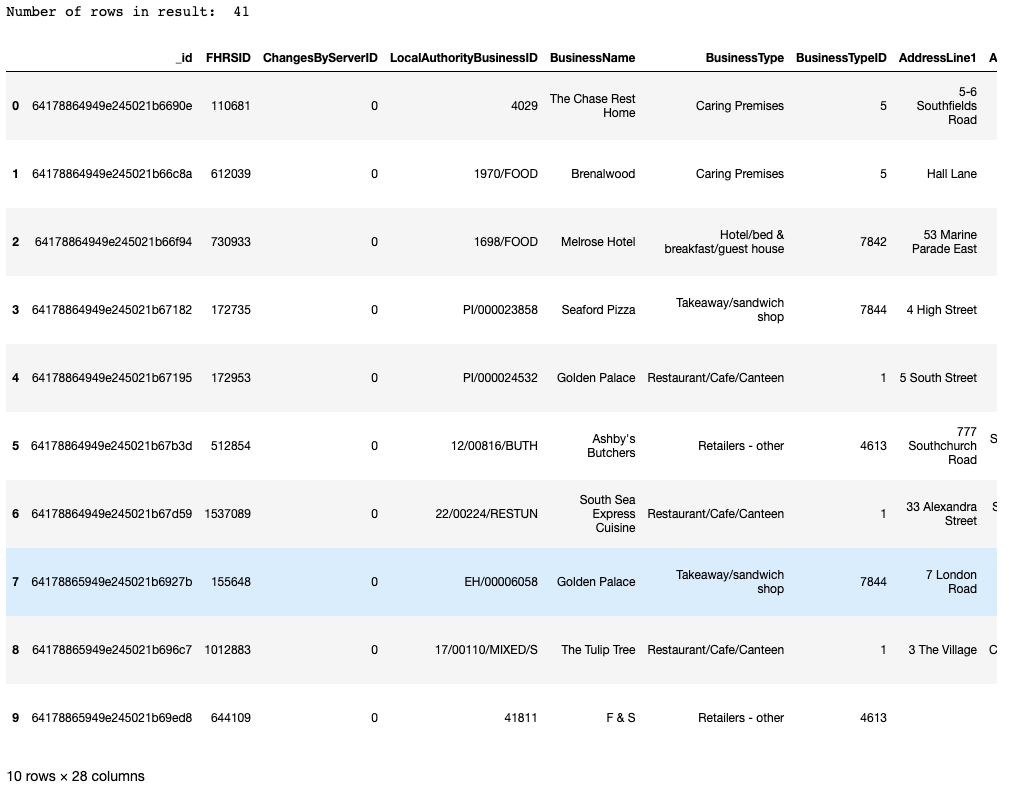 Number of rows in result:  41
_id FHRSID ChangesByServerID LocalAuthorityBusinessID BusinessName BusinessType BusinessTypeID AddressLine1 A
0 64178864949e245021b6690e 110681 0 4029 The Chase Rest Home Caring Premises 5 5-6 Southfields Road
1 64178864949e245021b66c8a 612039 0 1970/FOOD Brenalwood Caring Premises 5 Hall Lane
2 64178864949e245021b66f94 730933 0 1698/FOOD Melrose Hotel Hotel/bed & breakfast/guest house 7842 53 Marine Parade East
3 64178864949e245021b67182 172735 0 PI/000023858 Seaford Pizza Takeaway/sandwich shop 7844 4 High Street
4 64178864949e245021b67195 172953 0 PI/000024532 Golden Palace Restaurant/Cafe/Canteen 1 5 South Street
5 64178864949e245021b67b3d 512854 0 12/00816/BUTH Ashby's Butchers Retailers - other 4613 777 Southchurch Road S
6 64178864949e245021b67d59 1537089 0 22/00224/RESTUN South Sea Express Cuisine Restaurant/Cafe/Canteen 1 33 Alexandra Street S
7 64178865949e245021b6927b 155648 0 EH/00006058 Golden Palace Takeaway/sandwich shop 7844 7 London Road
8 64178865949e245021b696c7 1012883 0 17/00110/MIXED/S The Tulip Tree Restaurant/Cafe/Canteen 1 3 The Village C
9 64178865949e245021b69ed8 644109 0 41811 F & S Retailers - other 4613
10 rows × 28 columns